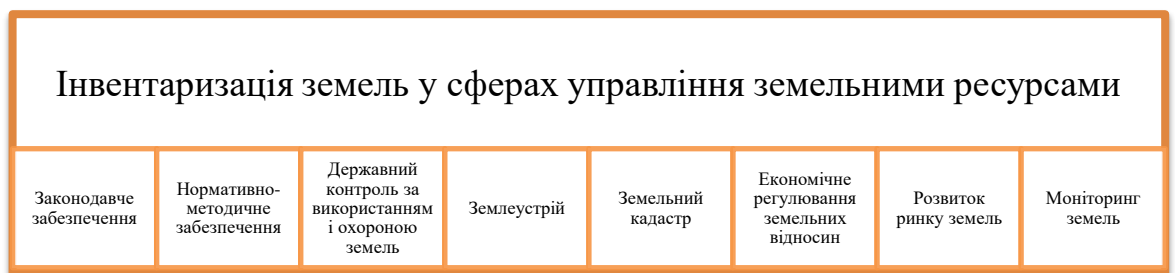 Інвентаризація земель у сферах управління земельними ресурсами
Законодавче
забезпечення
Нормативно-
методичне
забезпечення
Державний
контроль за
використанням
і охороною
земель
Землеустрій
Земельний
кадастр
Економічне
регулювання
земельних
відносин
Розвиток
ринку земель
Моніторинг
земель